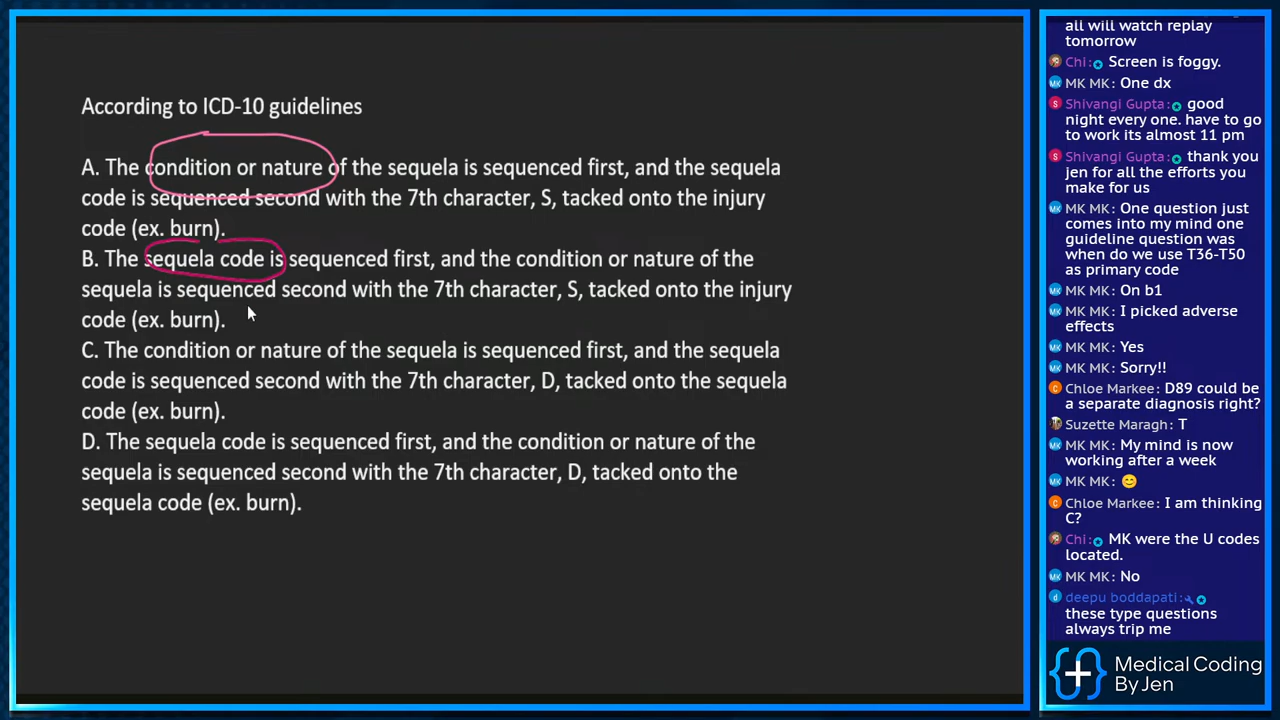 According to ICD-10 guidelines
A. The condition or nature of the sequela is sequenced first, and the sequela
code is sequenced second with the 7th character, S, tacked onto the injury
code (ex. burn).
B. The sequela code is sequenced first, and the condition or nature of the
sequela is sequenced second with the 7th character, S, tacked onto the injury
code (ex. burn).
C. The condition or nature of the sequela is sequenced first, and the sequela
code is sequenced second with the 7th character, D, tacked onto the sequela
code (ex. burn).
D. The sequela code is sequenced first, and the condition or nature of the
sequela is sequenced second with the 7th character, D, tacked onto the
sequela code (ex. burn).
all will watch replay
tomorrow
Chi: Screen is foggy.
MK MK: One dx
Shivangi Gupta: good
night every one. have to go
to work its almost 11 pm
Shivangi Gupta: thank you
jen for all the efforts you
make for us
MK MK: One question just
comes into my mind one
guideline question was
when do we use T36-T50
as primary code
MK MK: On b1
MK MK: I picked adverse
effects
MK MK: Yes
MK MK: Sorry!!
Chloe Markee: D89 could be
a separate diagnosis right?
Suzette Maragh: T
MK MK: My mind is now
working after a week
MK MK: 😊
Chloe Markee: I am thinking
C?
Chi: MK were the U codes
located.
MK MK: No
deepu boddapati:
these type questions
always trip me
Medical Coding
By Jen